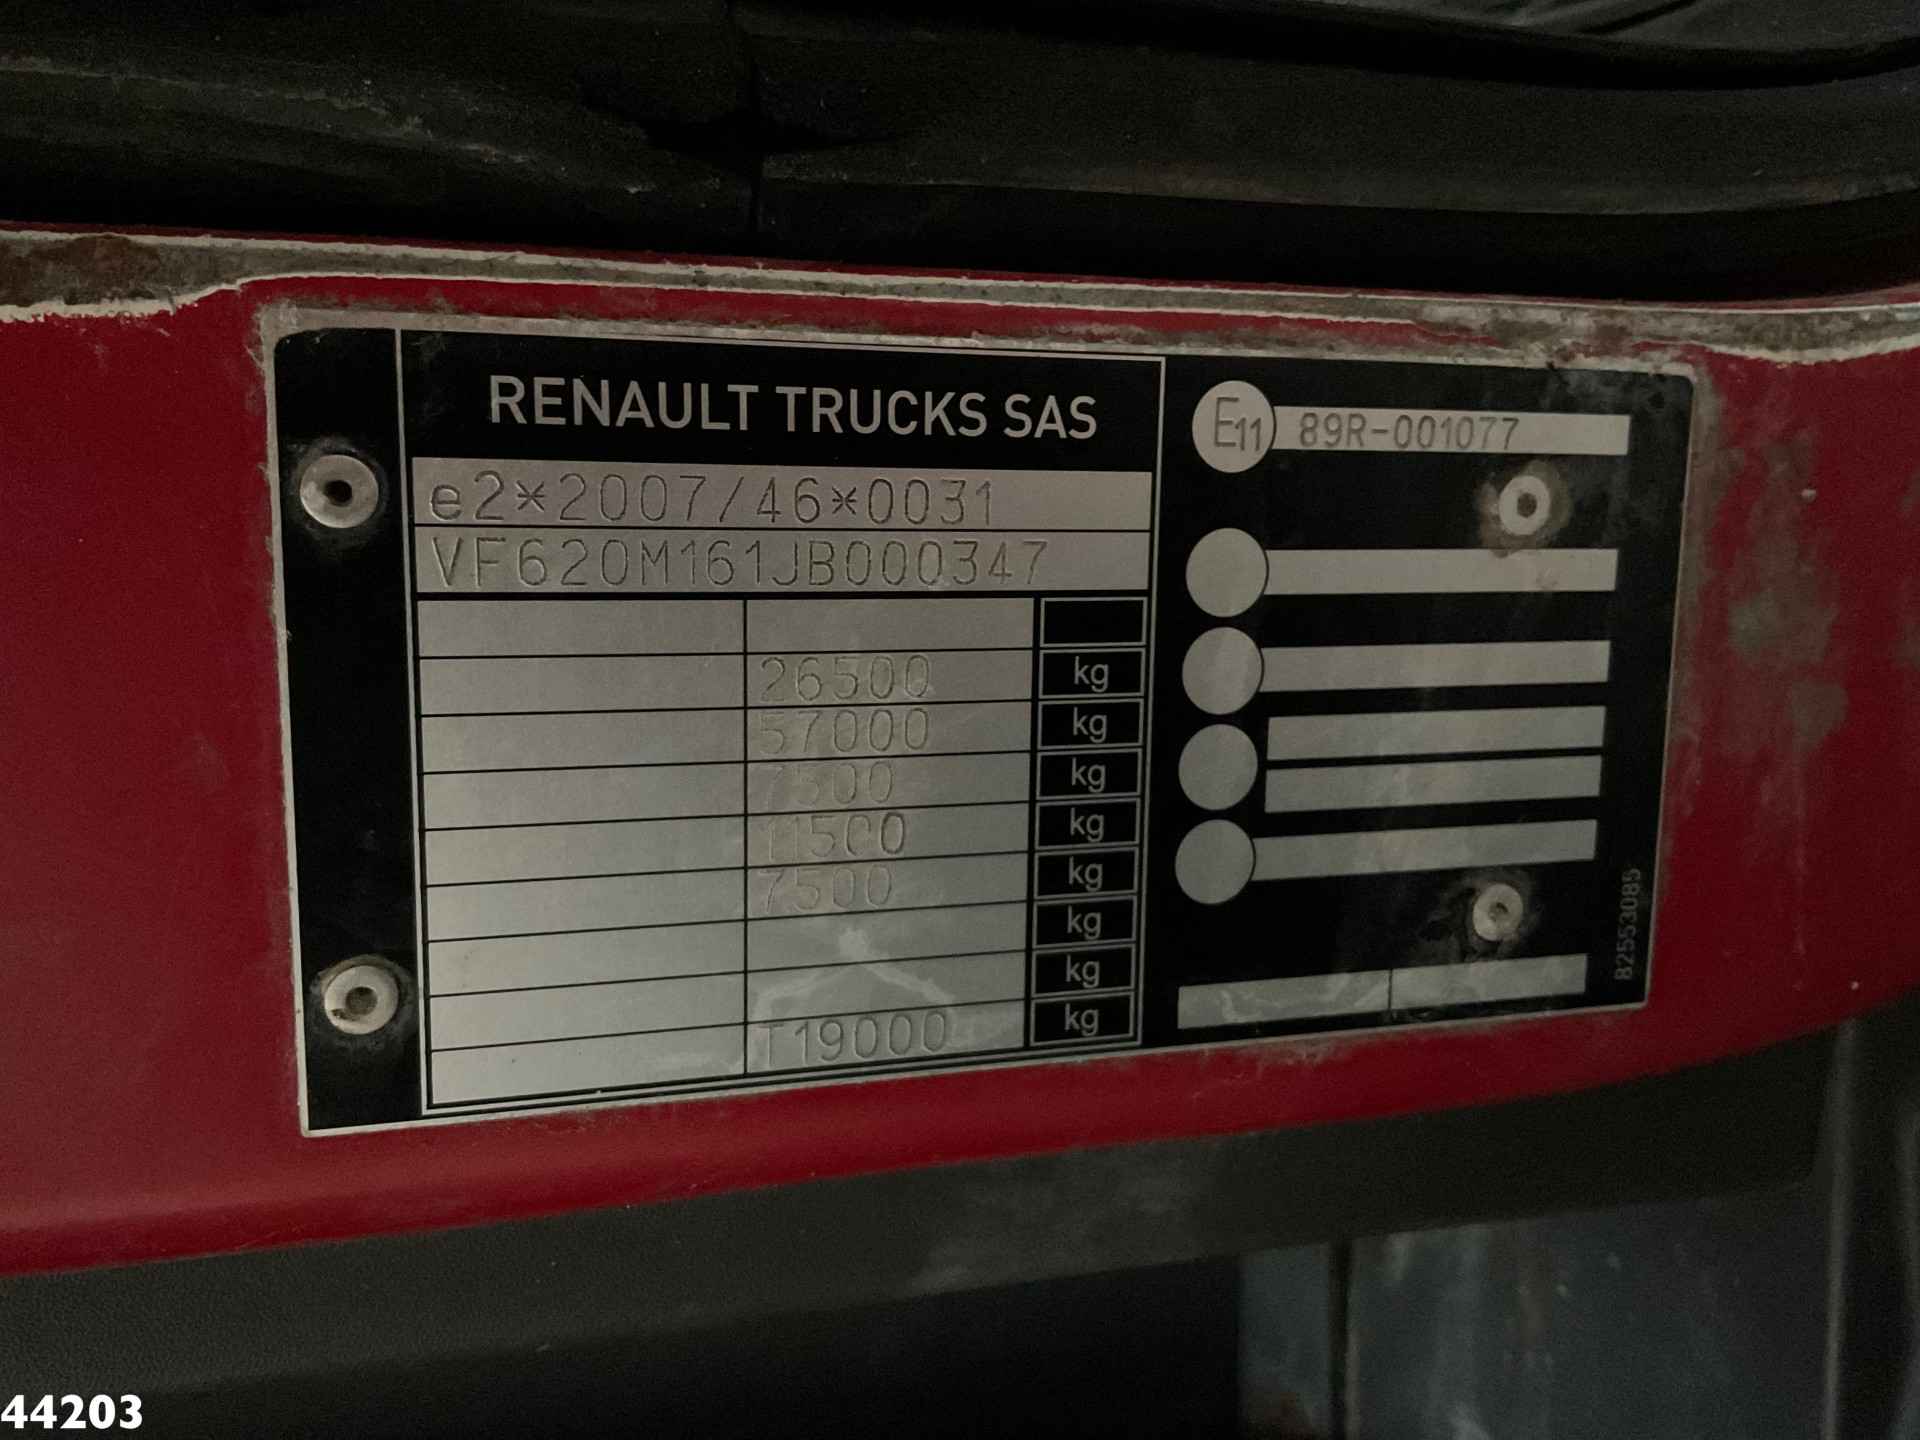 RENAULT TRUCKS SAS
e2*2007/46*0031
VF620M161JB000347
26500 kg
57000 kg
7500 kg
11500 kg
7500 kg
kg
kg
T19000 kg
E11 89R-001077
82553085
44203